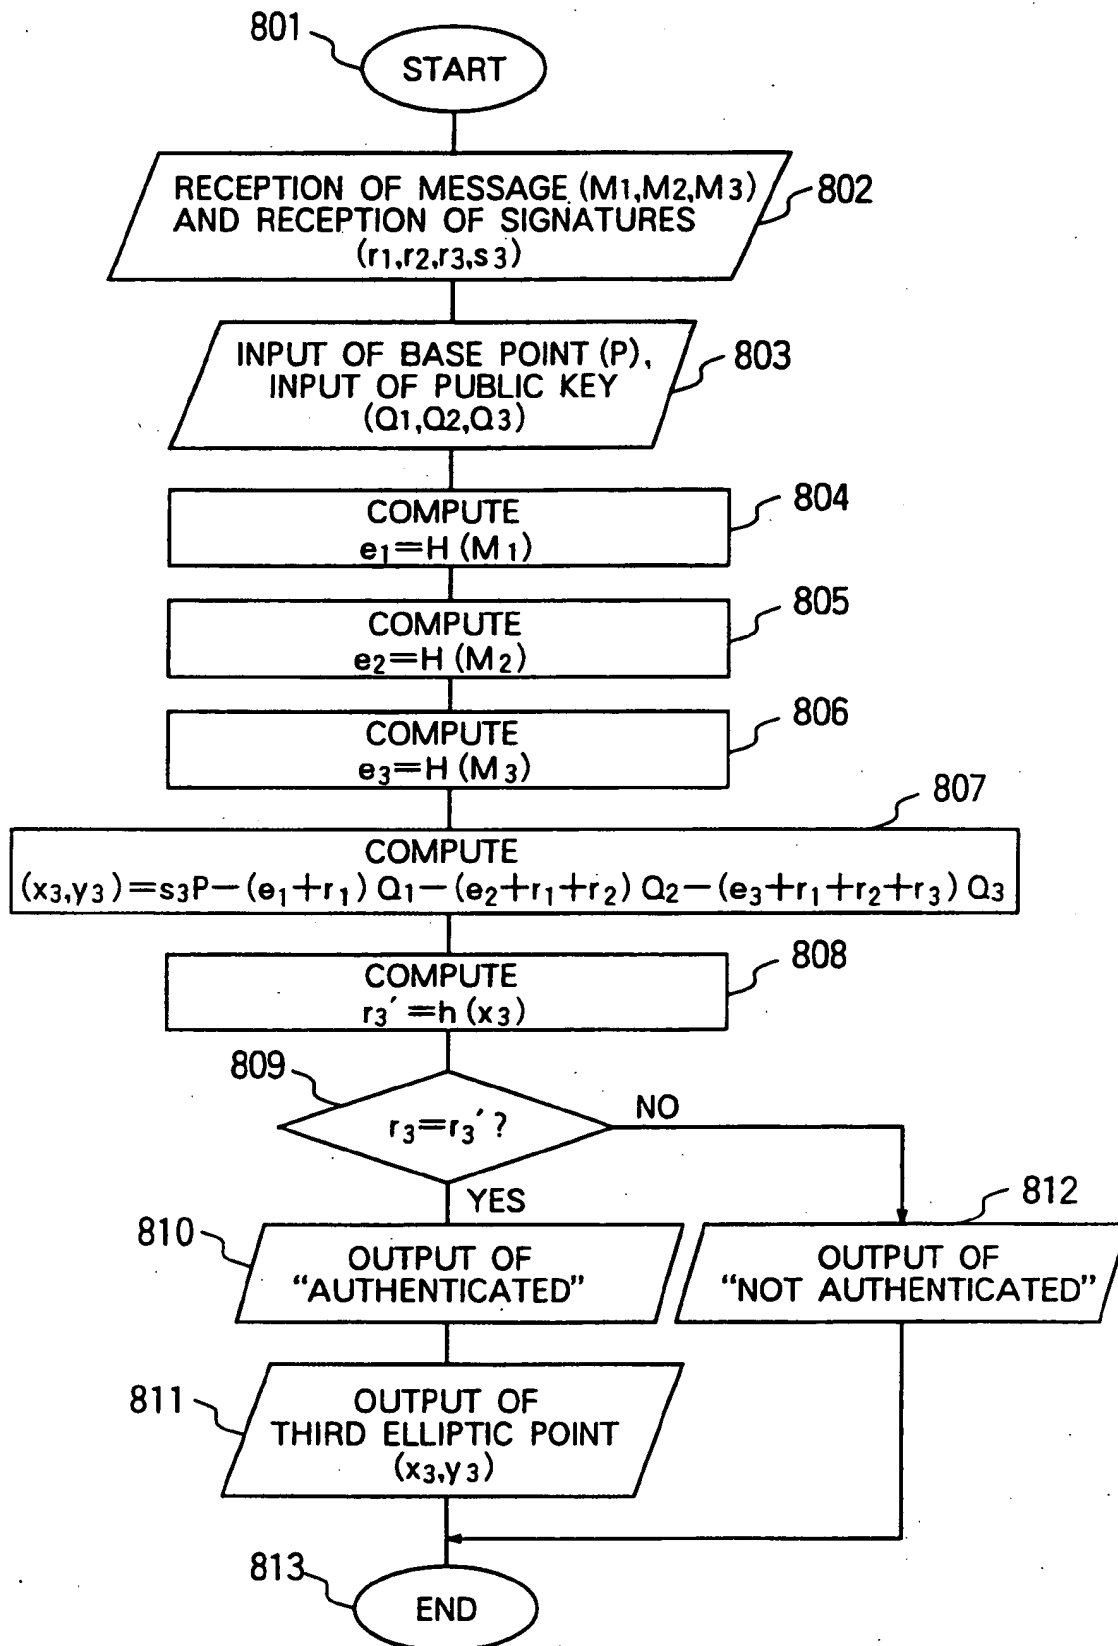 801
START
RECEPTION OF MESSAGE (M1,M2,M3)
AND RECEPTION OF SIGNATURES
(r1,r2,r3,s3)
802
INPUT OF BASE POINT (P),
INPUT OF PUBLIC KEY
(Q1,Q2,Q3)
803
COMPUTE
e1=H(M1)
804
COMPUTE
e2=H(M2)
805
COMPUTE
e3=H(M3)
806
807
COMPUTE
(x3,y3)=s3P-(e1+r1)Q1-(e2+r1+r2)Q2-(e3+r1+r2+r3)Q3
COMPUTE
r3'=h(x3)
808
809
r3=r3'?
NO
YES
810
OUTPUT OF
"AUTHENTICATED"
812
OUTPUT OF
"NOT AUTHENTICATED"
811
OUTPUT OF
THIRD ELLIPTIC POINT
(x3,y3)
813
END